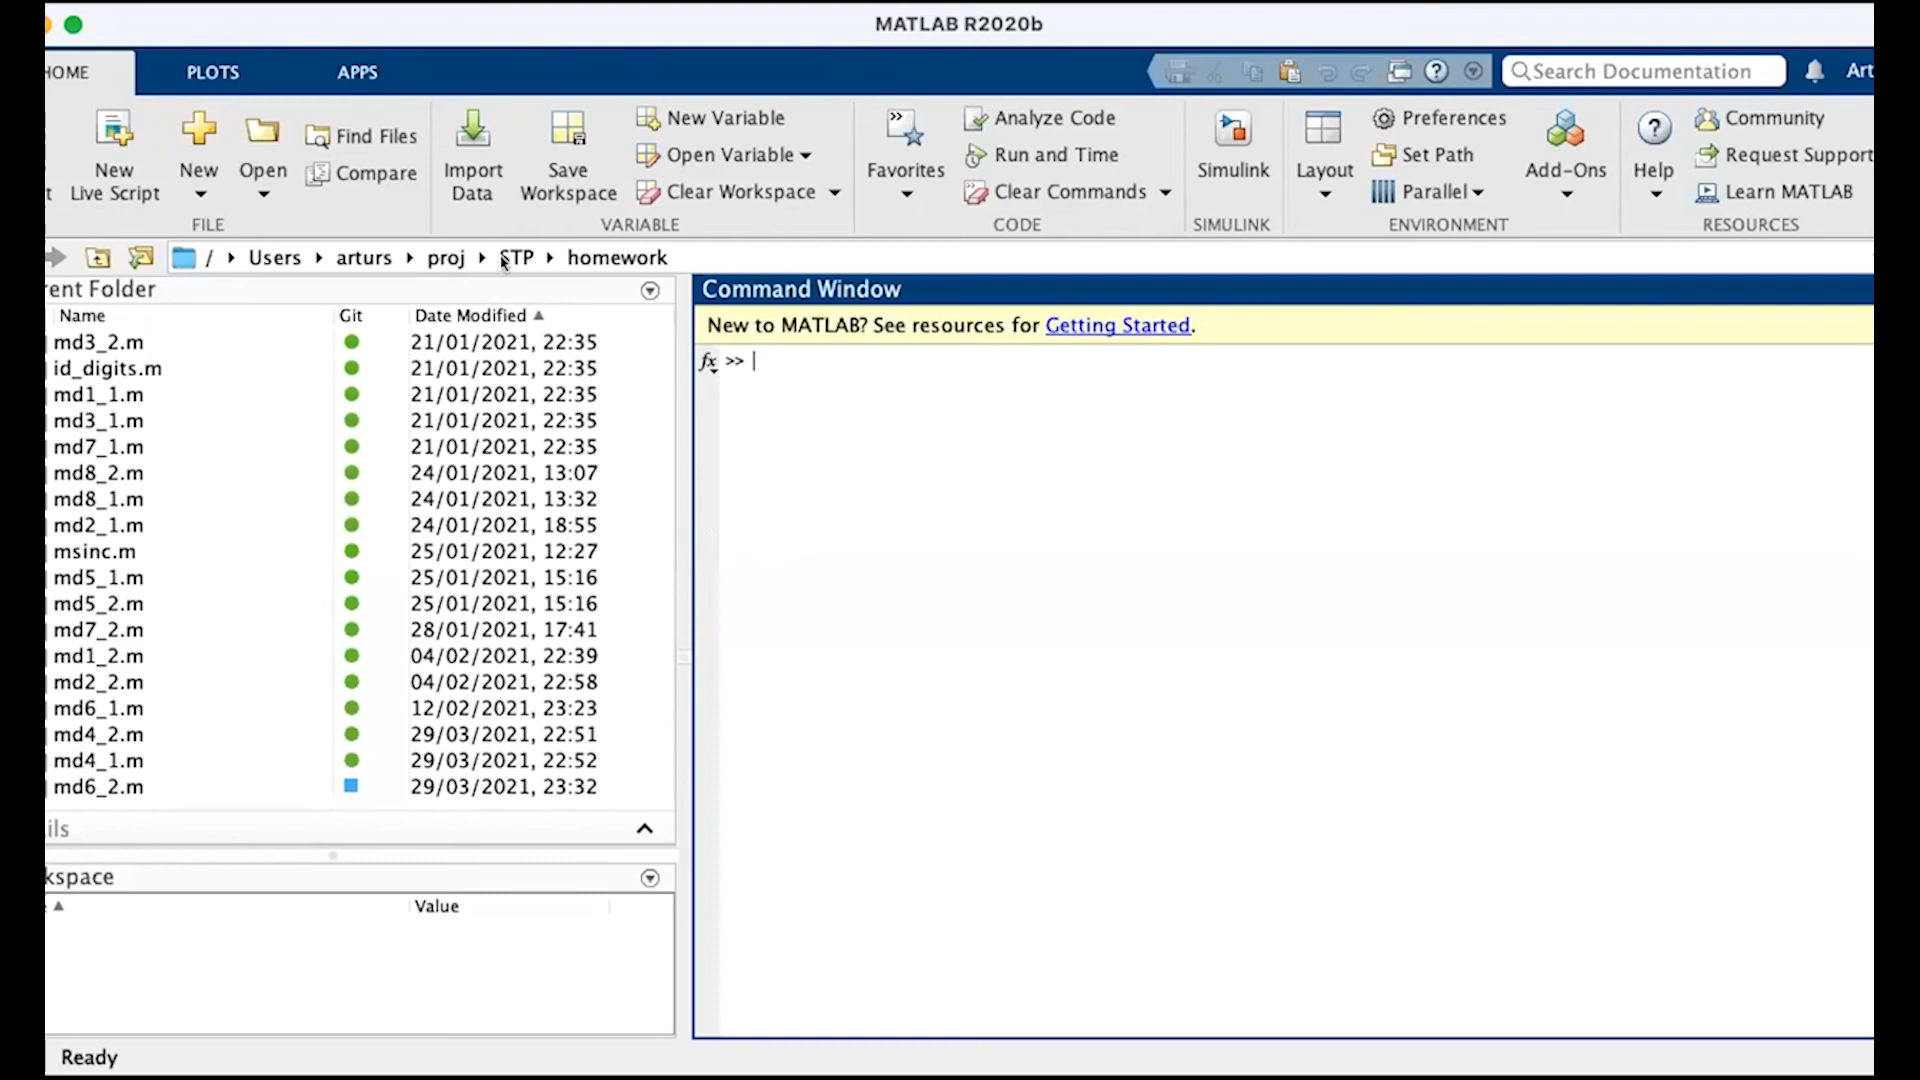 MATLAB R2020b
HOME PLOTS APPS Search Documentation Art
New Live Script New Open Find Files Compare Import Data Save Workspace New Variable Open Variable Clear Workspace Favorites Analyze Code Run and Time Clear Commands Simulink Layout Preferences Set Path Parallel Add-Ons Help Community Request Support Learn MATLAB
FILE VARIABLE CODE SIMULINK ENVIRONMENT RESOURCES
/ Users arturs proj STP homework
rent Folder
Name Git Date Modified
md3_2.m 21/01/2021, 22:35
id_digits.m 21/01/2021, 22:35
md1_1.m 21/01/2021, 22:35
md3_1.m 21/01/2021, 22:35
md7_1.m 21/01/2021, 22:35
md8_2.m 24/01/2021, 13:07
md8_1.m 24/01/2021, 13:32
md2_1.m 24/01/2021, 18:55
msinc.m 25/01/2021, 12:27
md5_1.m 25/01/2021, 15:16
md5_2.m 25/01/2021, 15:16
md7_2.m 28/01/2021, 17:41
md1_2.m 04/02/2021, 22:39
md2_2.m 04/02/2021, 22:58
md6_1.m 12/02/2021, 23:23
md4_2.m 29/03/2021, 22:51
md4_1.m 29/03/2021, 22:52
md6_2.m 29/03/2021, 23:32
ils
kspace
Value
Ready
Command Window
New to MATLAB? See resources for Getting Started.
fx >>